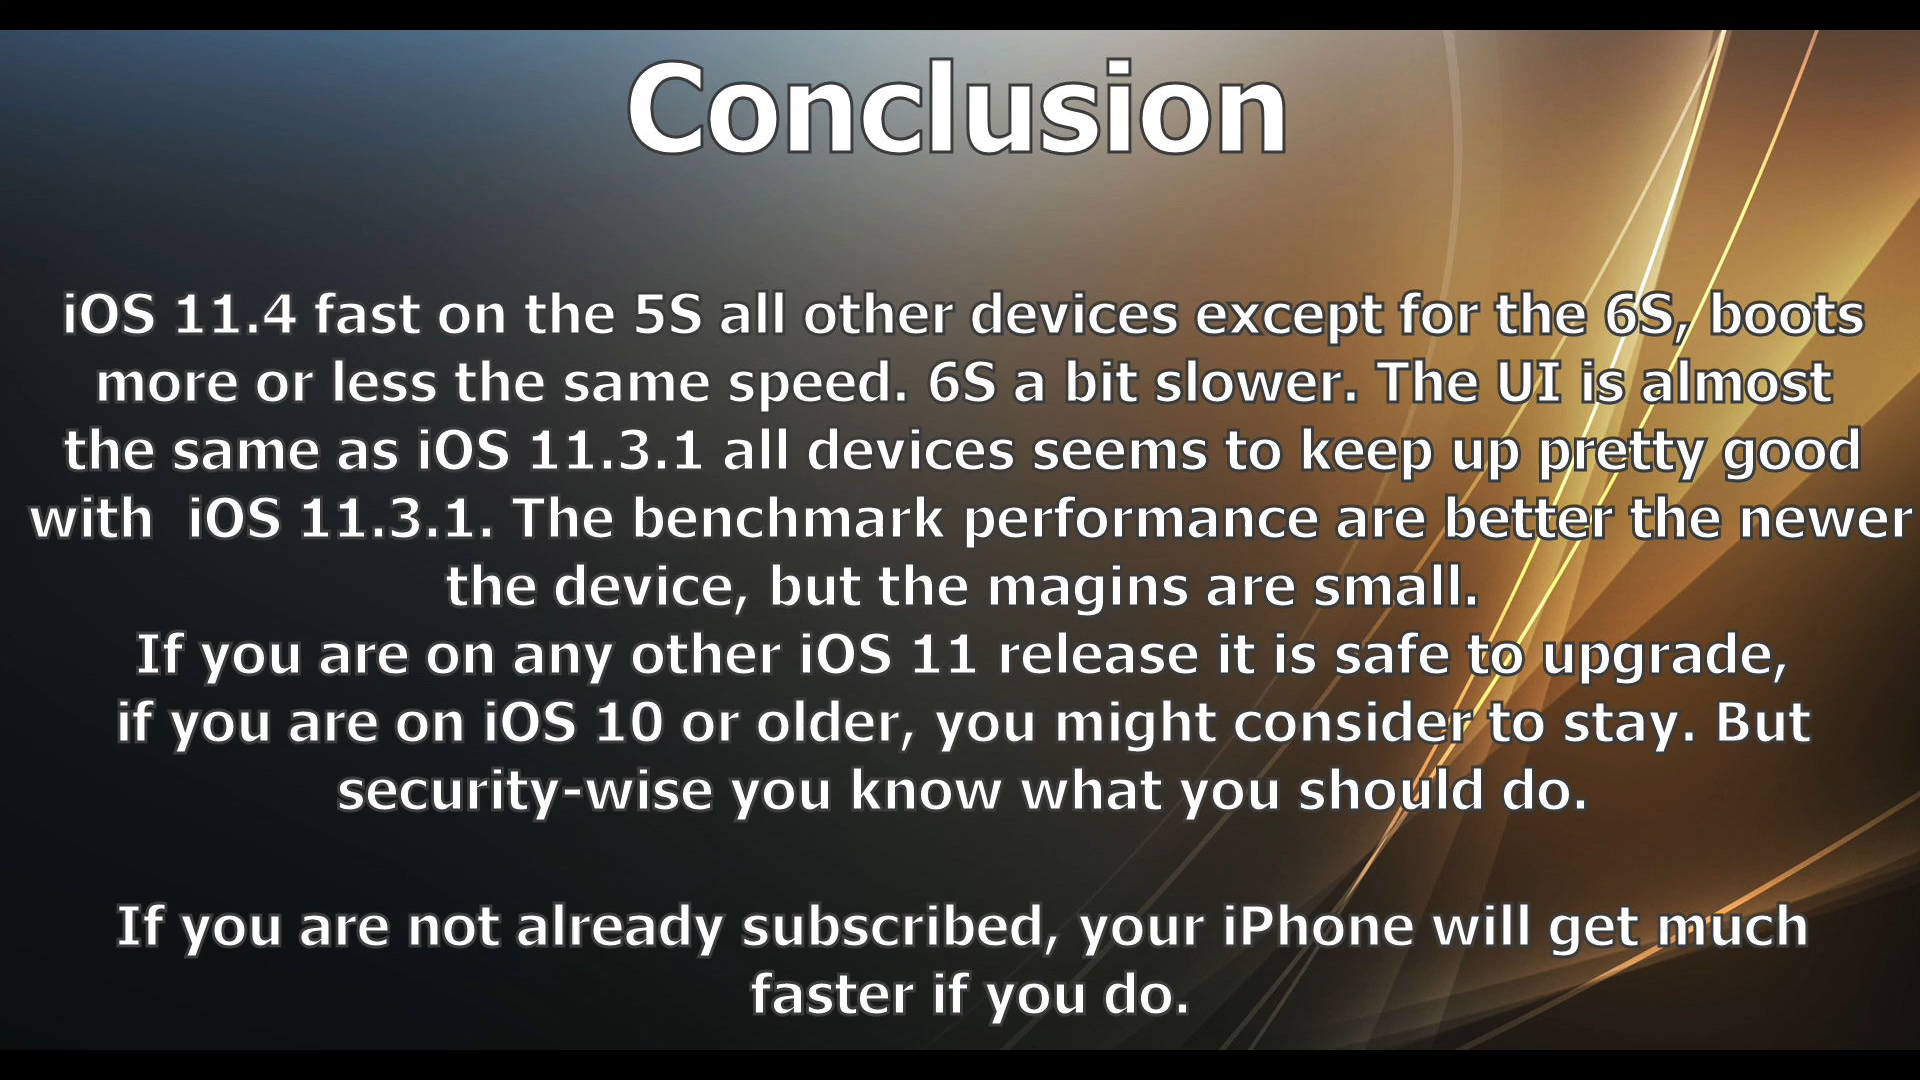 Conclusion
iOS 11.4 fast on the 5S all other devices except for the 6S, boots
more or less the same speed. 6S a bit slower. The UI is almost
the same as iOS 11.3.1 all devices seems to keep up pretty good
with  iOS 11.3.1. The benchmark performance are better the newer
the device, but the magins are small.
If you are on any other iOS 11 release it is safe to upgrade,
if you are on iOS 10 or older, you might consider to stay. But
security-wise you know what you should do.
If you are not already subscribed, your iPhone will get much
faster if you do.